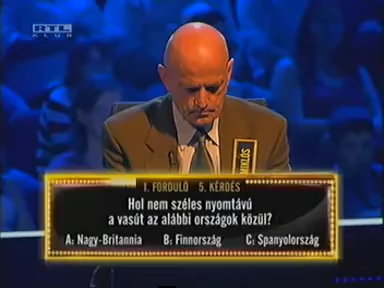 RTL
KLUB
MIKLÓS
1. FORDULÓ 5. KÉRDÉS
Hol nem széles nyomtávú
a vasút az alábbi országok közül?
A: Nagy-Britannia B: Finnország C: Spanyolország